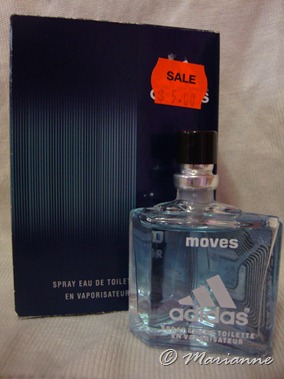 SALE
$ 5.00
SPRAY EAU DE TOILETTE
EN VAPORISATEUR
moves
adidas
EAU DE TOILETTE
EN VAPORISATEUR
© Marianne